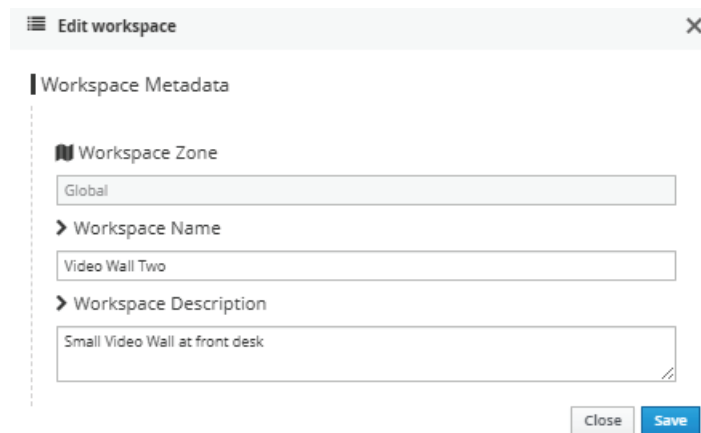 Edit workspace
Workspace Metadata
Workspace Zone
Global
Workspace Name
Video Wall Two
Workspace Description
Small Video Wall at front desk
Close Save